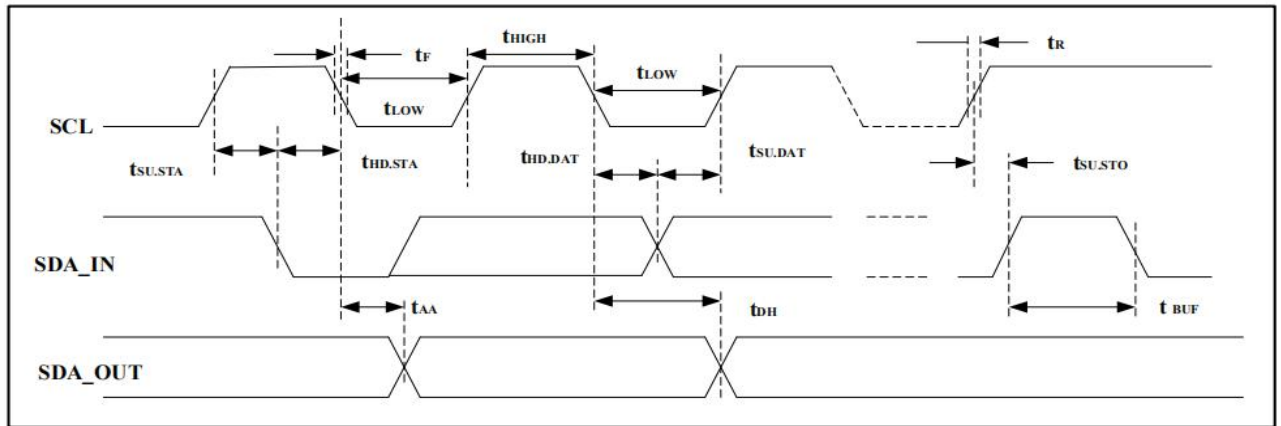 tF
tHIGH
tR
tLOW
tLOW
SCL
tSU.STA
tHD.STA
tHD.DAT
tSU.DAT
tSU.STO
SDA_IN
tAA
tDH
t BUF
SDA_OUT